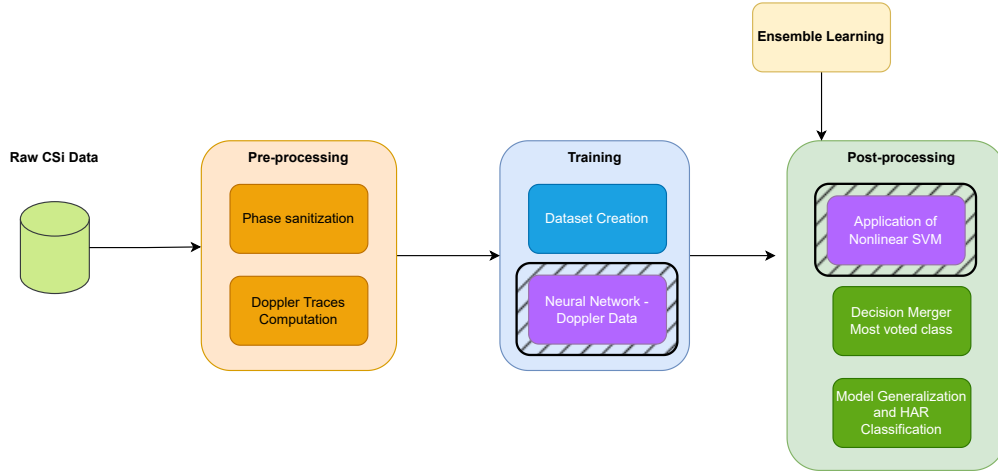 Ensemble Learning
Raw CSi Data
Pre-processing
Phase sanitization
Doppler Traces
Computation
Training
Dataset Creation
Neural Network -
Doppler Data
Post-processing
Application of
Nonlinear SVM
Decision Merger
Most voted class
Model Generalization
and HAR
Classification